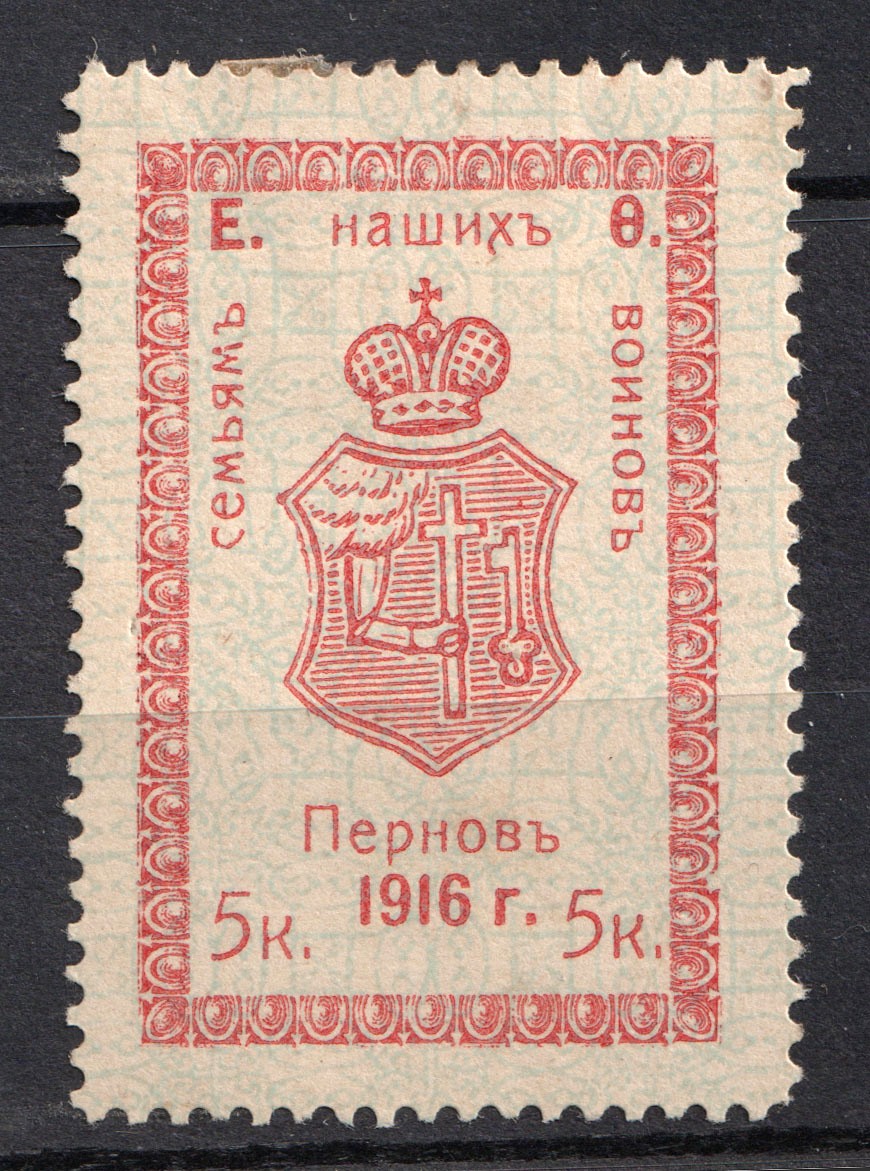 Е. нашихъ Ѳ.
семьямъ
воиновъ
Перновъ
1916 г.
5к. 5к.